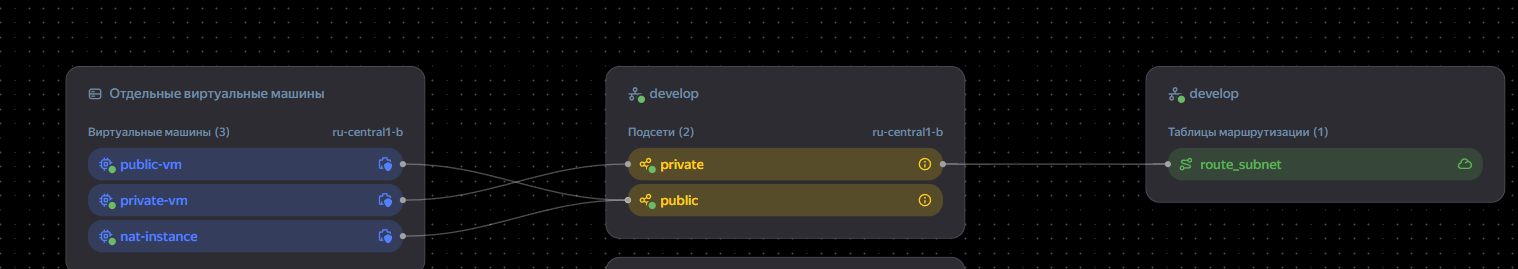 Отдельные виртуальные машины
Виртуальные машины (3) ru-central1-b
public-vm
private-vm
nat-instance
develop
Подсети (2) ru-central1-b
private
public
develop
Таблицы маршрутизации (1)
route_subnet